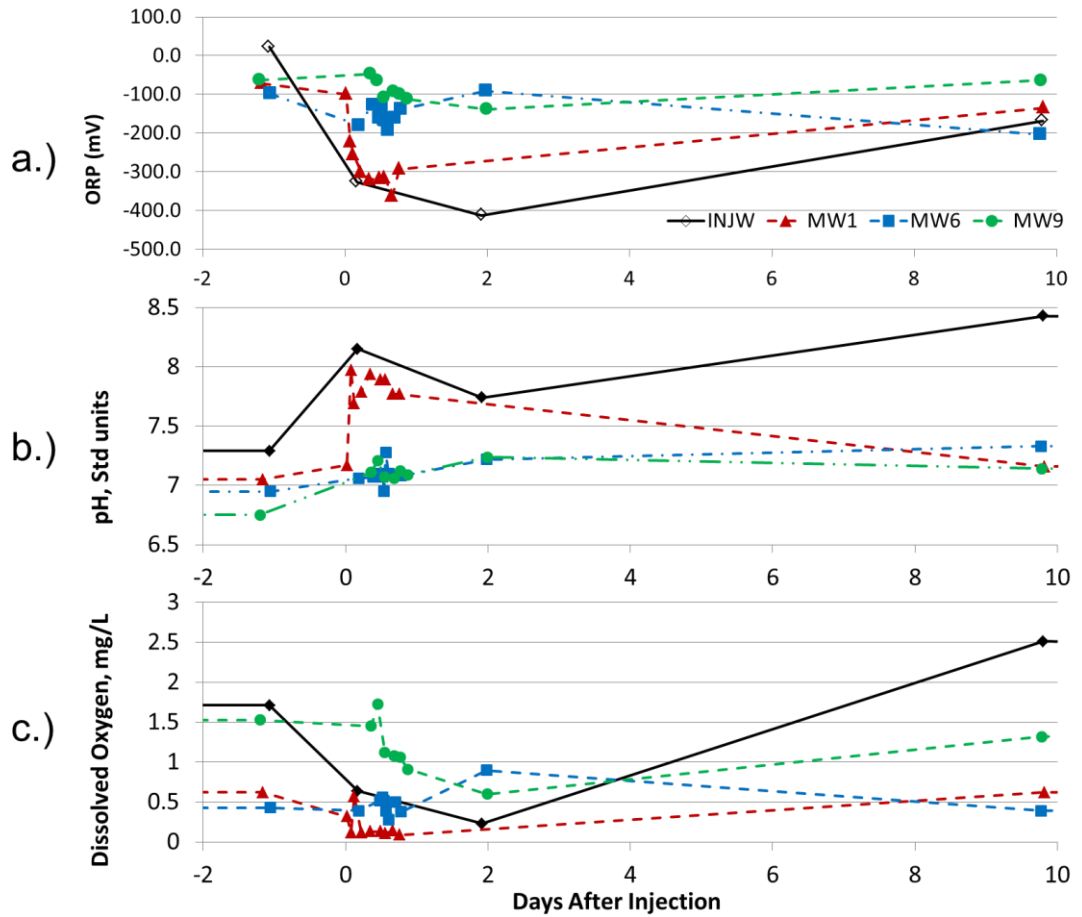 a.)
ORP (mV)
100.0
0.0
-100.0
-200.0
-300.0
-400.0
-500.0
INJW MW1 MW6 MW9
-2 0 2 4 6 8 10
b.)
pH, Std units
8.5
8
7.5
7
6.5
-2 0 2 4 6 8 10
c.)
Dissolved Oxygen, mg/L
3
2.5
2
1.5
1
0.5
0
-2 0 2 4 6 8 10
Days After Injection